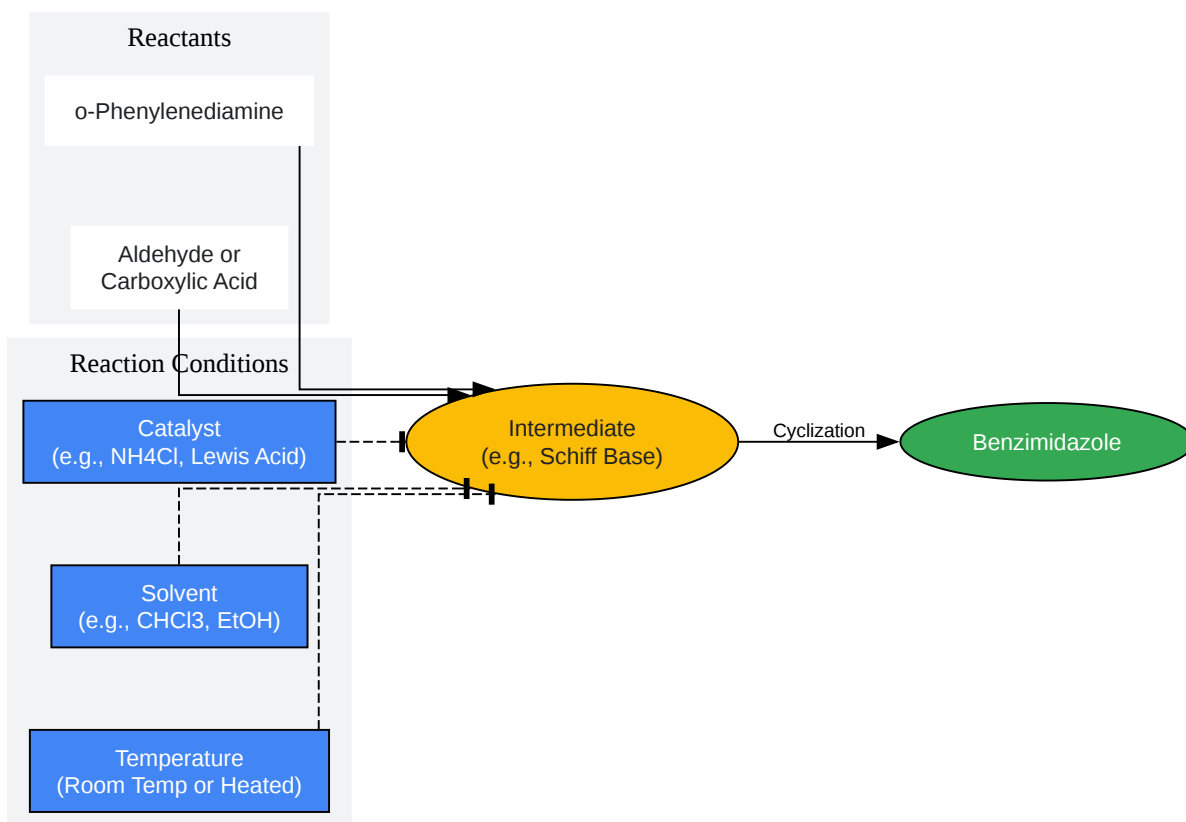 Reactants
o-Phenylenediamine
Aldehyde or
Carboxylic Acid
Reaction Conditions
Catalyst
(e.g., NH4Cl, Lewis Acid)
Intermediate
(e.g., Schiff Base)
Cyclization
Benzimidazole
Solvent
(e.g., CHCl3, EtOH)
Temperature
(Room Temp or Heated)